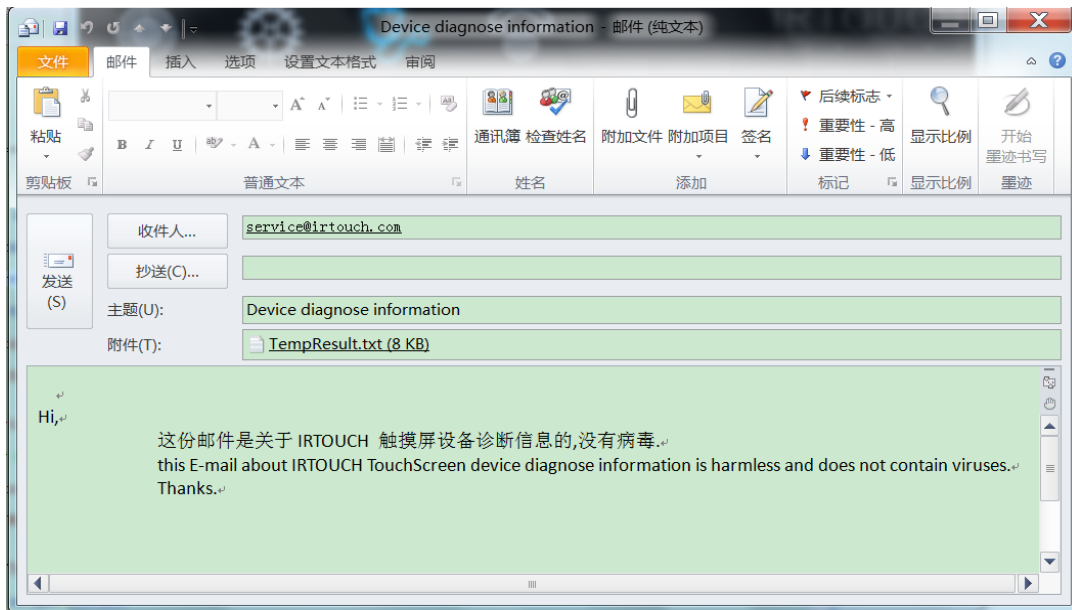 Device diagnose information - 邮件 (纯文本)
文件 邮件 插入 选项 设置文本格式 审阅
粘贴
剪贴板
B I U
普通文本
通讯簿 检查姓名
姓名
附加文件 附加项目 签名
添加
后续标志
重要性 - 高
重要性 - 低
标记
显示比例
显示比例
开始
墨迹书写
墨迹
发送
(S)
收件人... service@irtouch.com
抄送(C)...
主题(U): Device diagnose information
附件(T): TempResult.txt (8 KB)
Hi,
这份邮件是关于 IRTOUCH 触摸屏设备诊断信息的,没有病毒.
this E-mail about IRTOUCH TouchScreen device diagnose information is harmless and does not contain viruses.
Thanks.